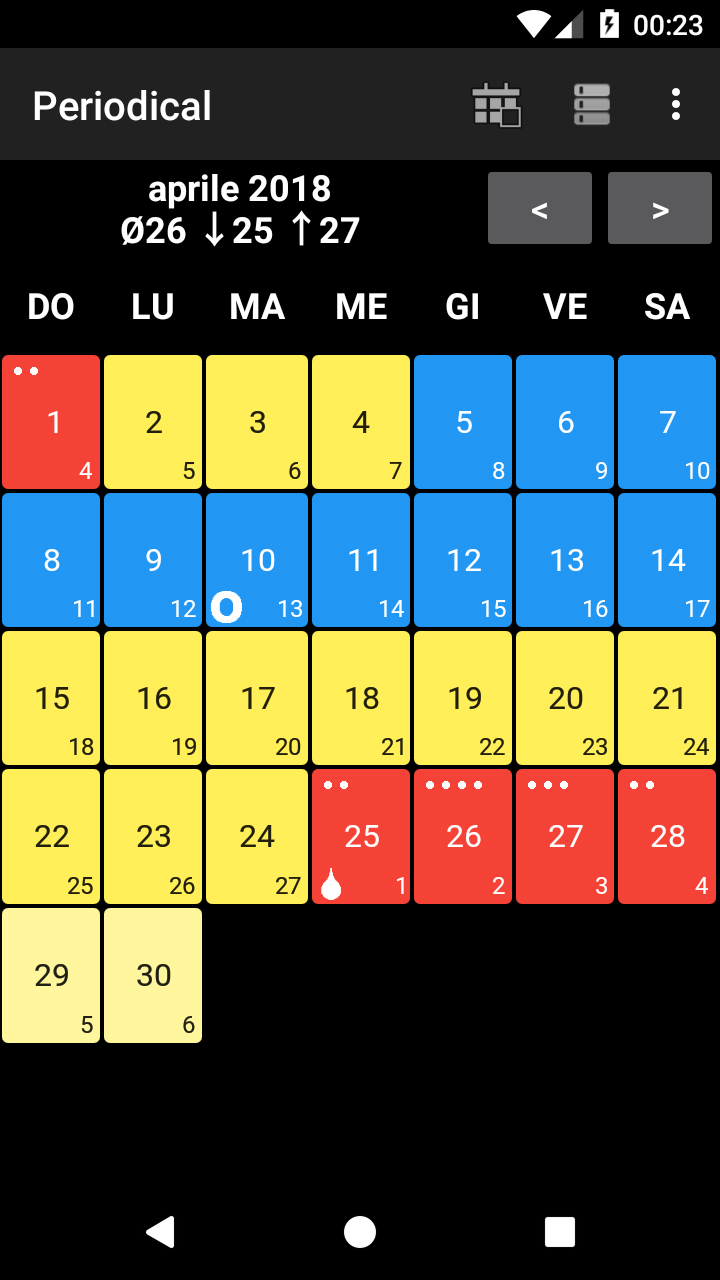 00:23
Periodical
aprile 2018
Ø26 ↓25 ↑27
< >
DO LU MA ME GI VE SA
1 2 3 4 5 6 7
4 5 6 7 8 9 10
8 9 10 11 12 13 14
11 12 O 13 14 15 16 17
15 16 17 18 19 20 21
18 19 20 21 22 23 24
22 23 24 25 26 27 28
25 26 27 1 2 3 4
29 30
5 6